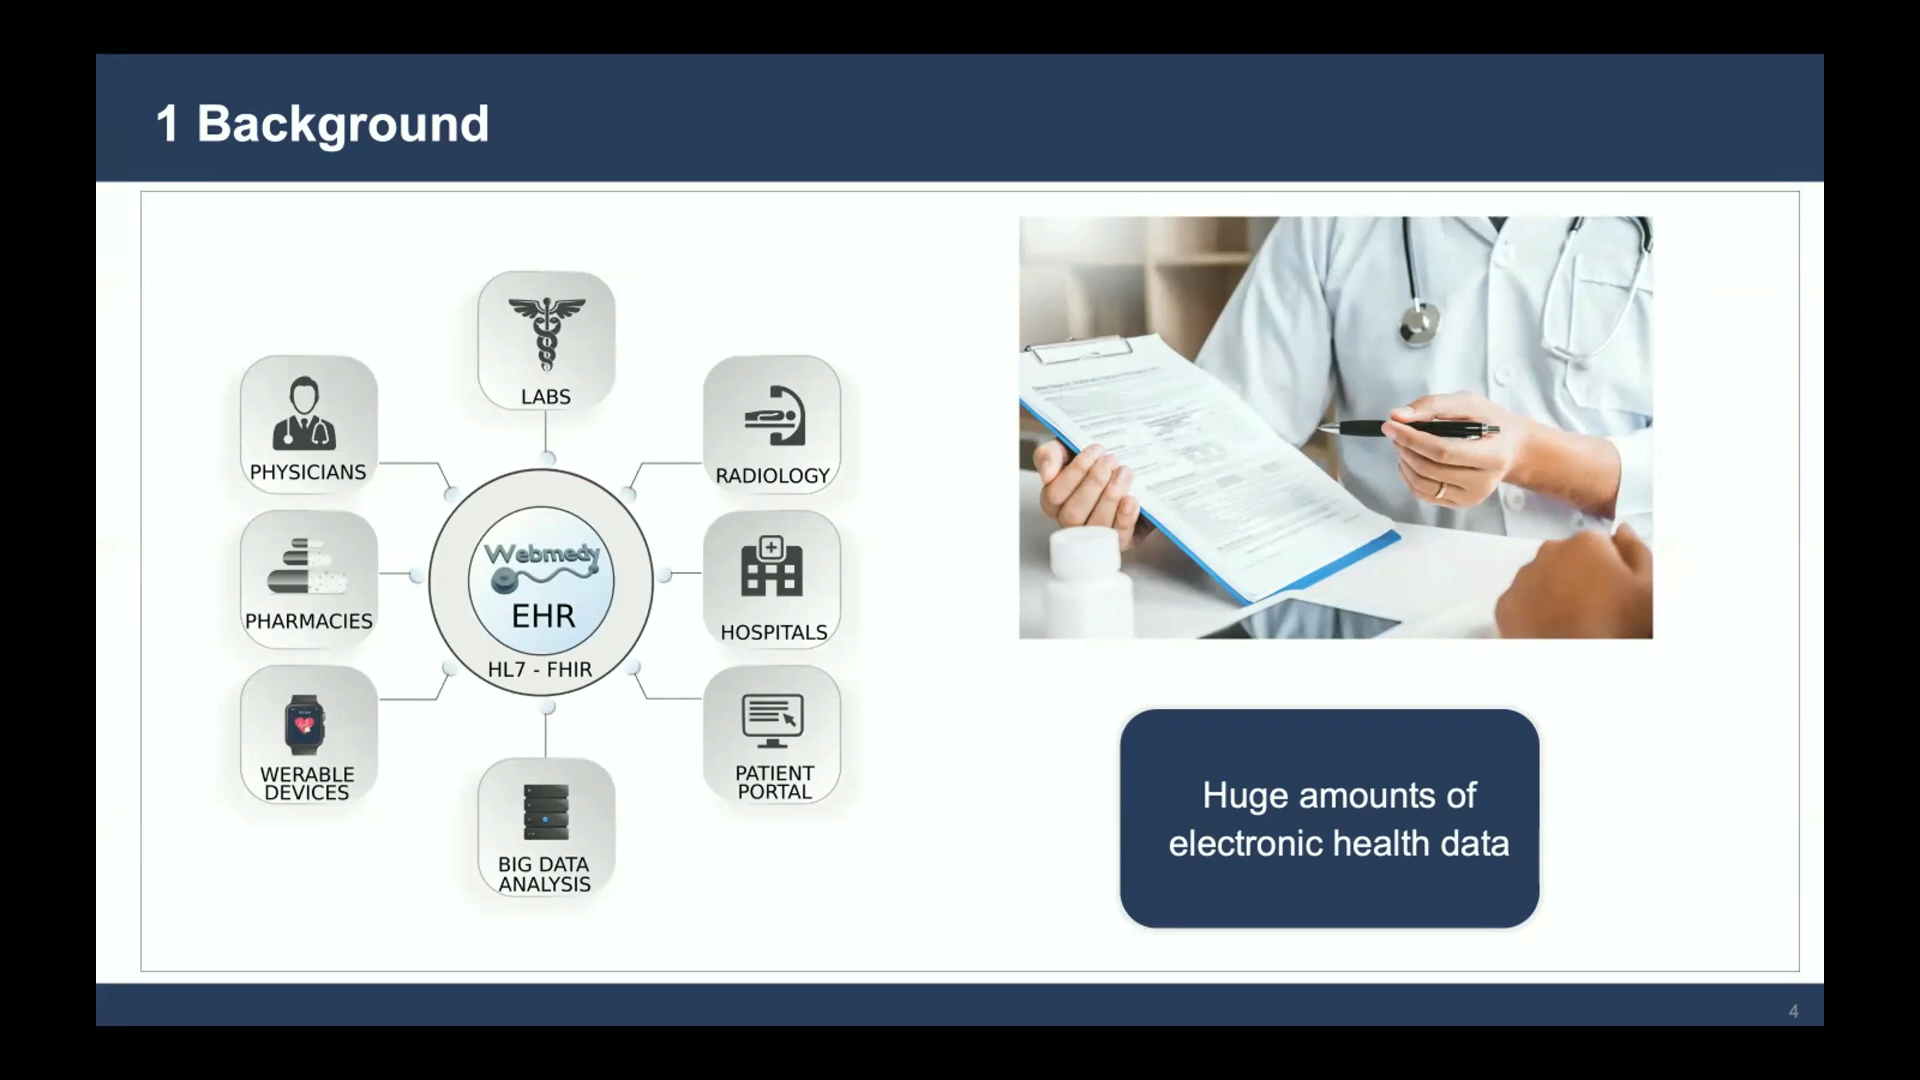 1 Background
LABS
PHYSICIANS
RADIOLOGY
Webmedy
EHR
HL7 - FHIR
PHARMACIES
HOSPITALS
WERABLE
DEVICES
PATIENT
PORTAL
BIG DATA
ANALYSIS
Huge amounts of
electronic health data
4